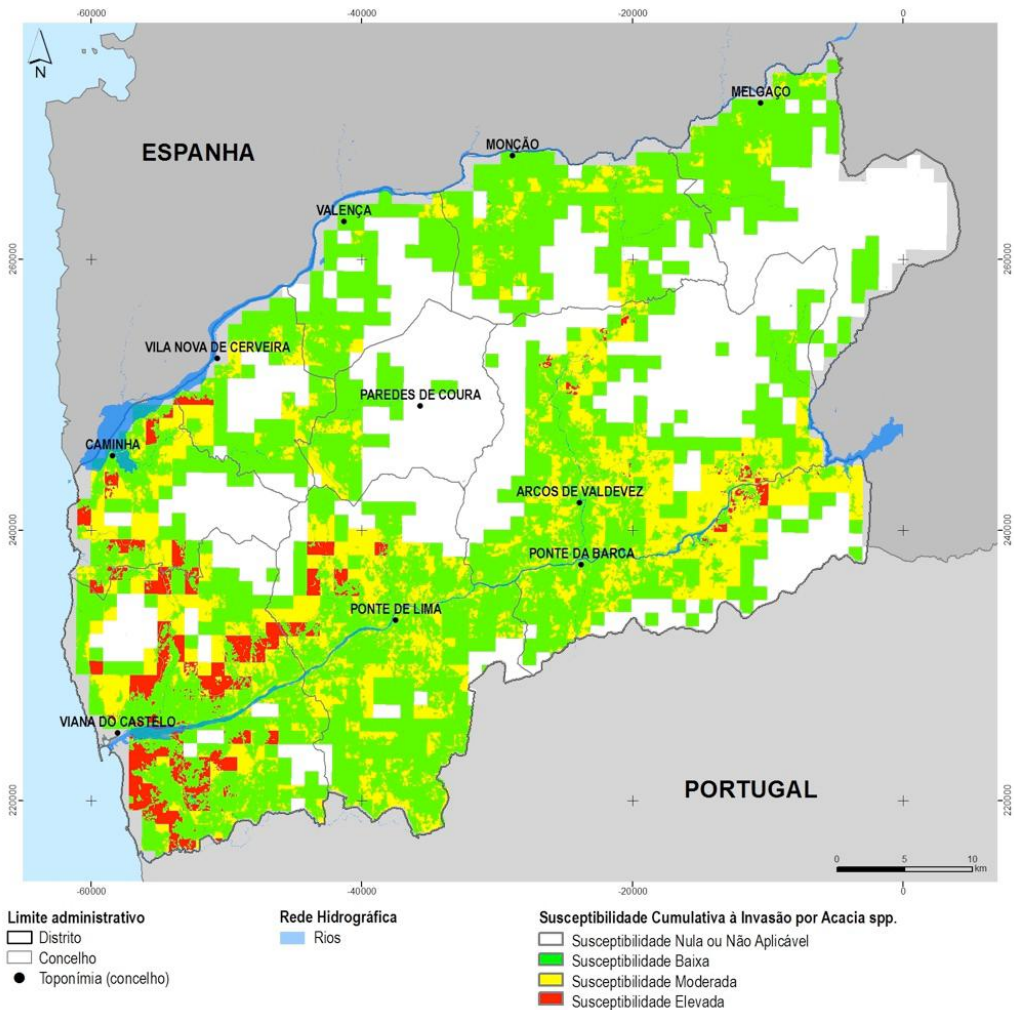 -60000
-40000
-20000
0
N
ESPANHA
MELGAÇO
MONÇÃO
VALENÇA
260000
260000
VILA NOVA DE CERVEIRA
PAREDES DE COURA
CAMINHA
ARCOS DE VALDEVEZ
240000
240000
PONTE DA BARCA
PONTE DE LIMA
VIANA DO CASTELO
PORTUGAL
220000
220000
0 5 10
km
-60000
-40000
-20000
0
Limite administrativo
Distrito
Concelho
Toponímia (concelho)
Rede Hidrográfica
Rios
Susceptibilidade Cumulativa à Invasão por Acacia spp.
Susceptibilidade Nula ou Não Aplicável
Susceptibilidade Baixa
Susceptibilidade Moderada
Susceptibilidade Elevada